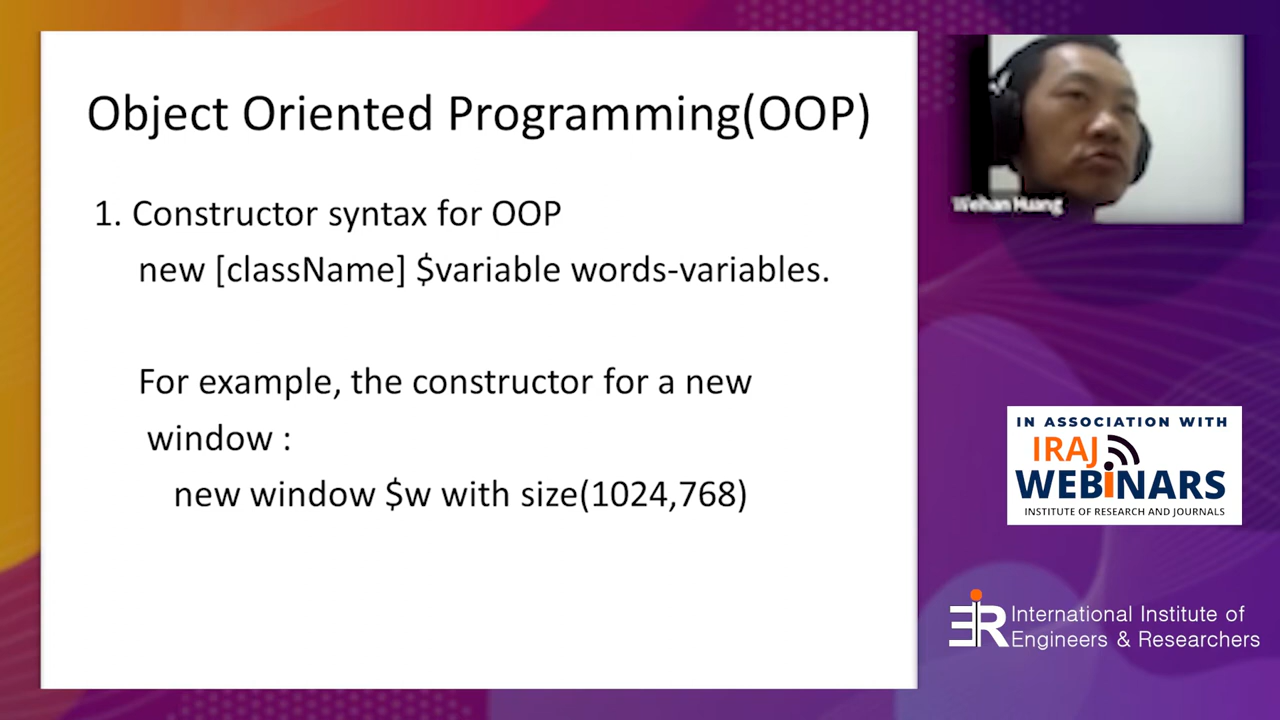 Object Oriented Programming(OOP)
1. Constructor syntax for OOP
new [className] $variable words-variables.
For example, the constructor for a new
window :
new window $w with size(1024,768)
Weihan Huang
IN ASSOCIATION WITH
IRAJ
WEBINARS
INSTITUTE OF RESEARCH AND JOURNALS
IIER
International Institute of
Engineers & Researchers